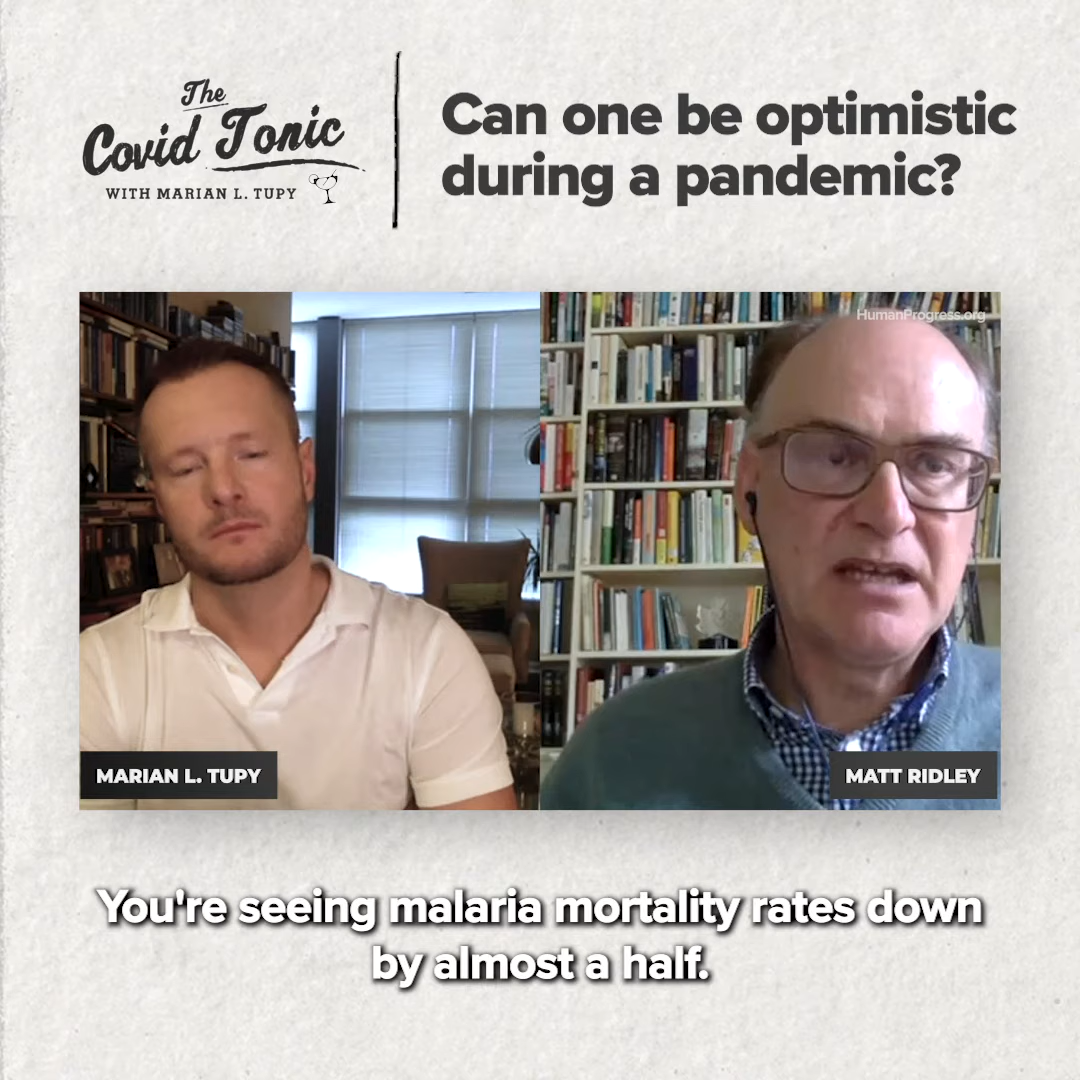 The
Covid Tonic
WITH MARIAN L. TUPY
Can one be optimistic
during a pandemic?
HumanProgress.org
MARIAN L. TUPY
MATT RIDLEY
You're seeing malaria mortality rates down
by almost a half.